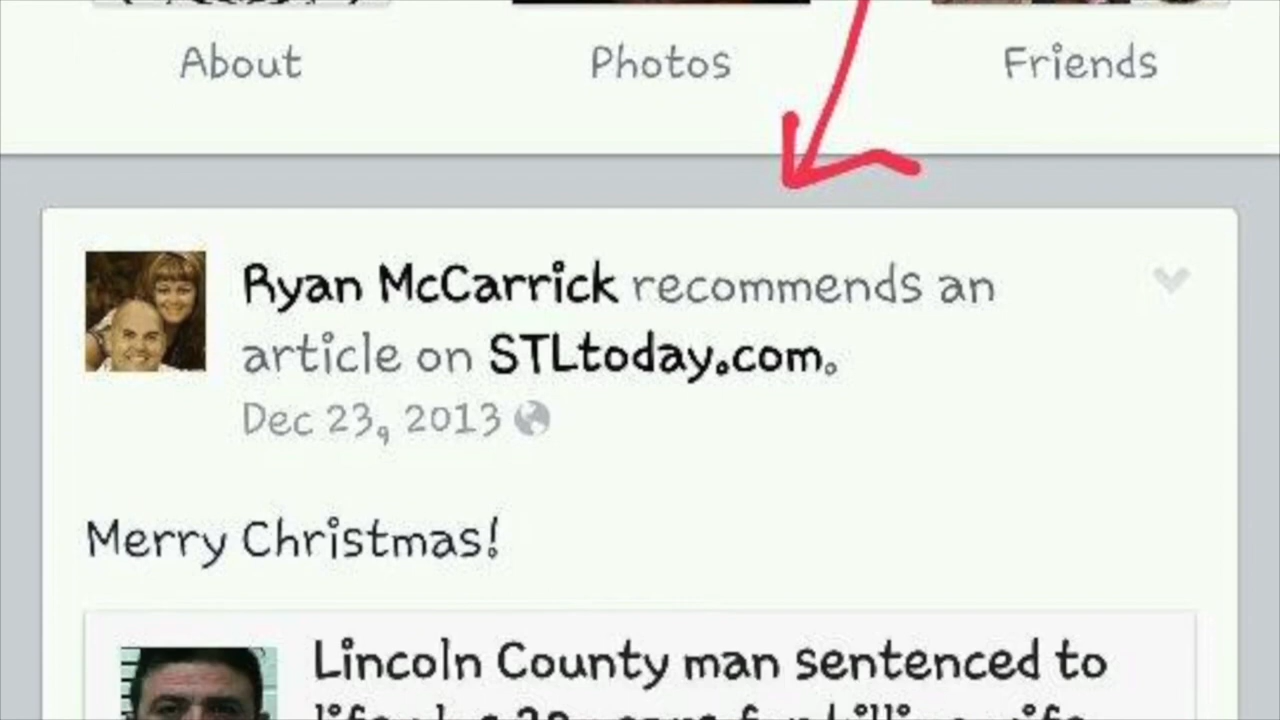 About Photos Friends
Ryan McCarrick recommends an
article on STLtoday.com.
Dec 23, 2013
Merry Christmas!
Lincoln County man sentenced to